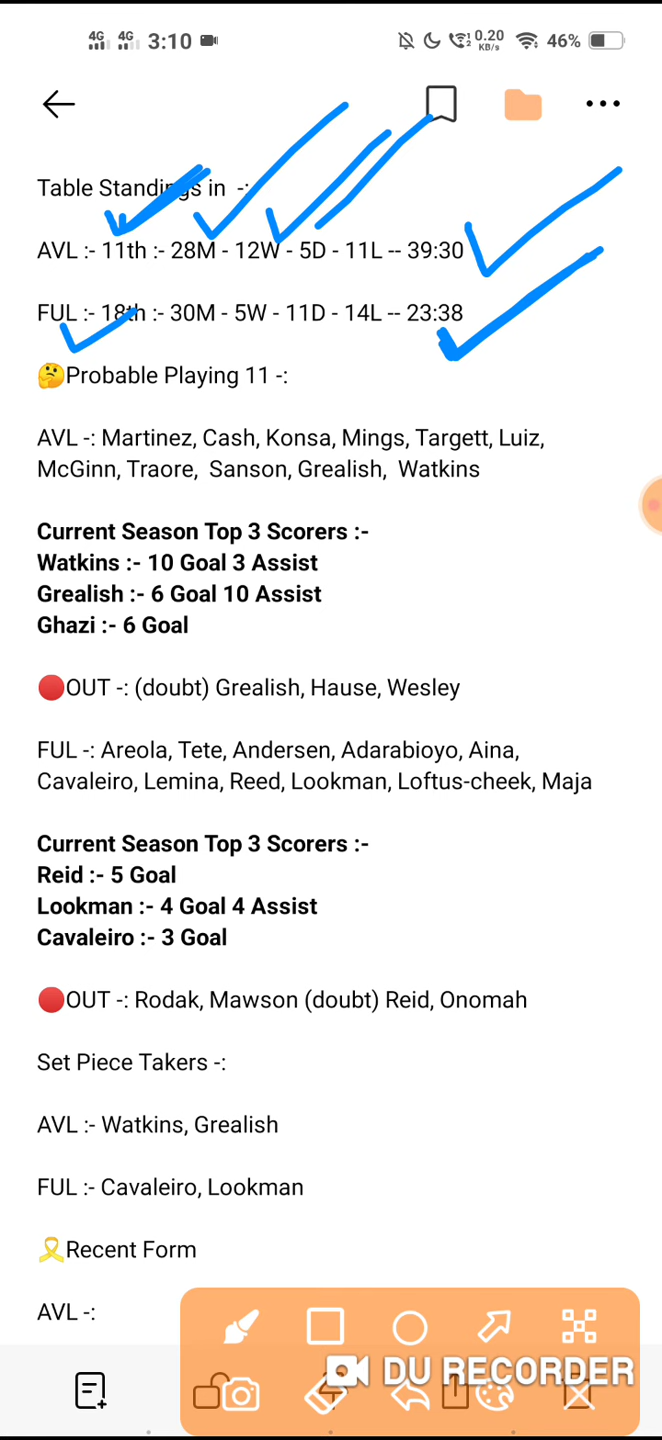 4G 4G 3:10 0.20 KB/s 46%
Table Standings in -:
AVL :- 11th :- 28M - 12W - 5D - 11L -- 39:30
FUL :- 18th :- 30M - 5W - 11D - 14L -- 23:38
🤔Probable Playing 11 -:
AVL -: Martinez, Cash, Konsa, Mings, Targett, Luiz,
McGinn, Traore, Sanson, Grealish, Watkins
Current Season Top 3 Scorers :-
Watkins :- 10 Goal 3 Assist
Grealish :- 6 Goal 10 Assist
Ghazi :- 6 Goal
🔴OUT -: (doubt) Grealish, Hause, Wesley
FUL -: Areola, Tete, Andersen, Adarabioyo, Aina,
Cavaleiro, Lemina, Reed, Lookman, Loftus-cheek, Maja
Current Season Top 3 Scorers :-
Reid :- 5 Goal
Lookman :- 4 Goal 4 Assist
Cavaleiro :- 3 Goal
🔴OUT -: Rodak, Mawson (doubt) Reid, Onomah
Set Piece Takers -:
AVL :- Watkins, Grealish
FUL :- Cavaleiro, Lookman
🎗Recent Form
AVL -:
DU RECORDER